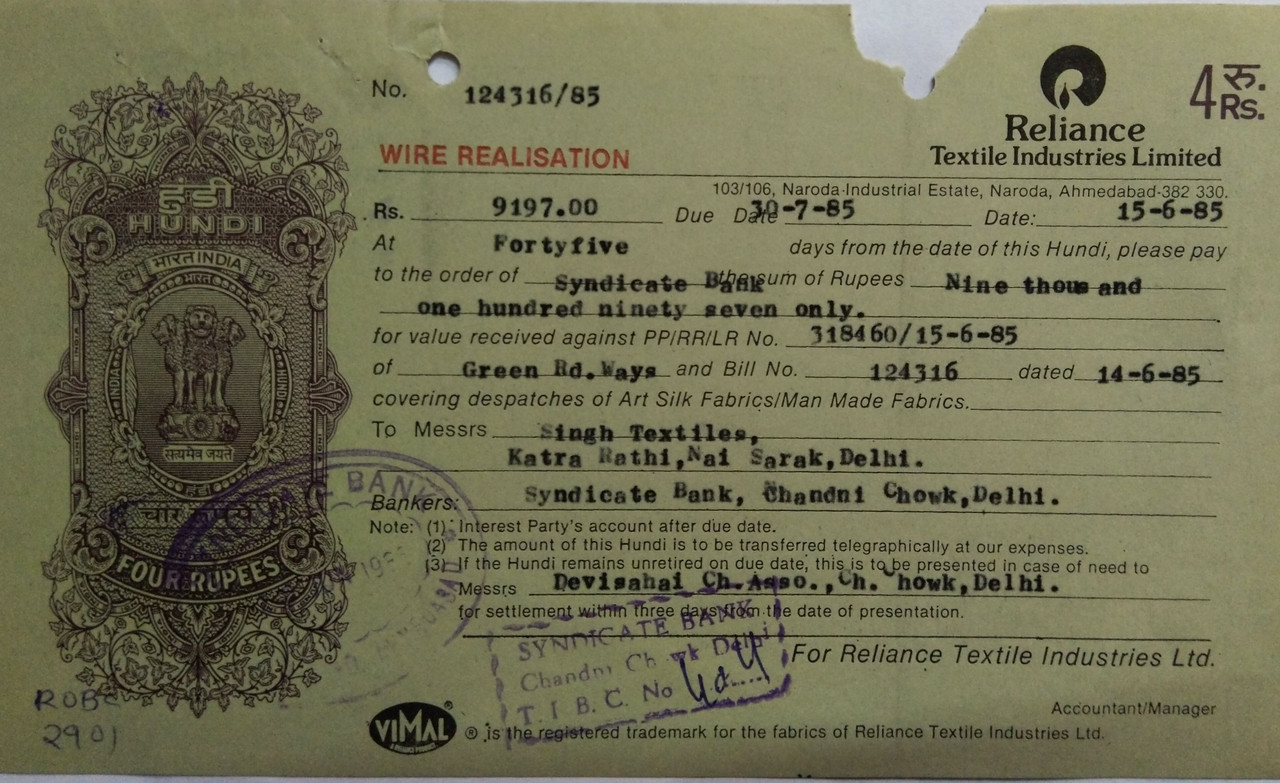 हुंडी
HUNDI
भारत INDIA
भारत
INDIA
HUNDI
सत्यमेव जयते
हुंडी
चार रुपये
FOUR RUPEES
4 रु.
Rs.
No. 124316/85
Reliance
Textile Industries Limited
WIRE REALISATION
103/106, Naroda Industrial Estate, Naroda, Ahmedabad-382 330.
Rs. 9197.00 Due Date 30-7-85 Date: 15-6-85
At Fortyfive days from the date of this Hundi, please pay
to the order of Syndicate Bank the sum of Rupees Nine thousand
one hundred ninety seven only.
for value received against PP/RR/LR No. 318460/15-6-85
of Green Rd.Ways and Bill No. 124316 dated 14-6-85
covering despatches of Art Silk Fabrics/Man Made Fabrics.
To Messrs Singh Textiles,
Katra Rathi,Nai Sarak,Delhi.
Bankers: Syndicate Bank, Chandni Chowk,Delhi.
Note: (1) Interest Party's account after due date.
(2) The amount of this Hundi is to be transferred telegraphically at our expenses.
(3) If the Hundi remains unretired on due date, this is to be presented in case of need to
Messrs Devisahai Ch.Asso.,Ch. Chowk,Delhi.
for settlement within three days from the date of presentation.
BANK
SYNDICATE BANK
Chandni Chowk Delhi
T. I B. C. No
For Reliance Textile Industries Ltd.
Accountant/Manager
ROBC
2901
VIMAL
A RELIANCE PRODUCT
® is the registered trademark for the fabrics of Reliance Textile Industries Ltd.